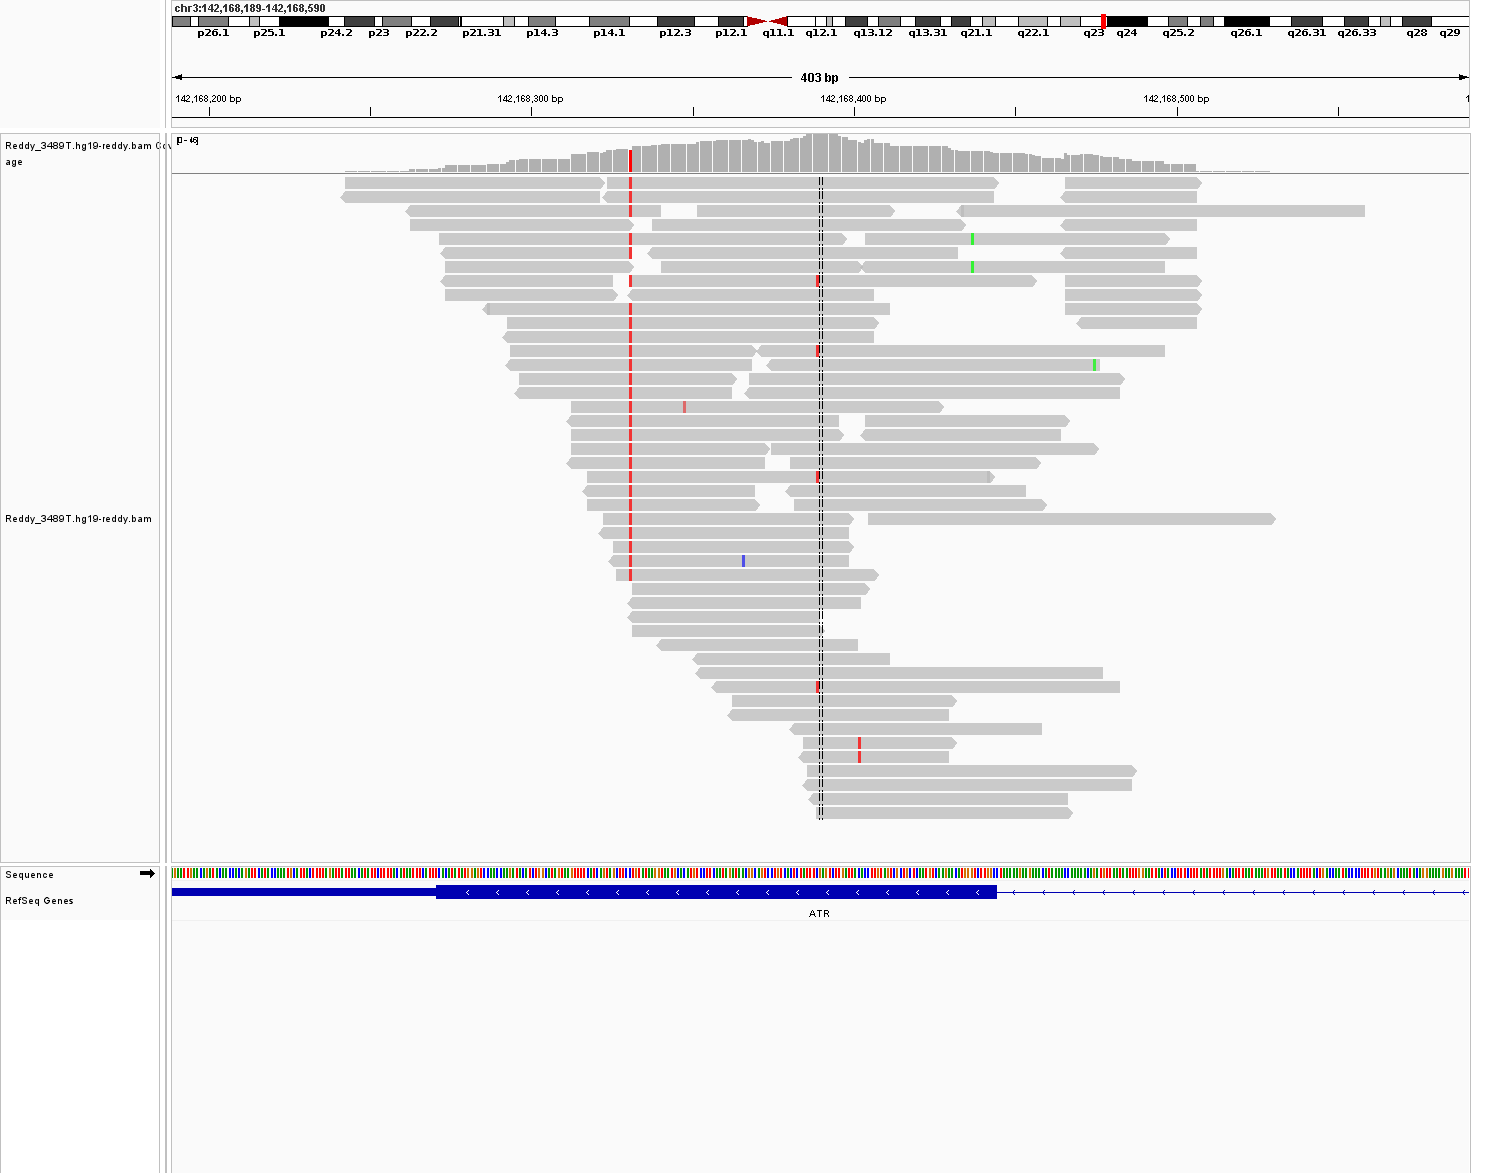 chr3:142,168,189-142,168,590
p26.1 p25.1 p24.2 p23 p22.2 p21.31 p14.3 p14.1 p12.3 p12.1 q11.1 q12.1 q13.12 q13.31 q21.1 q22.1 q23 q24 q25.2 q26.1 q26.31 q26.33 q28 q29
403 bp
142,168,200 bp 142,168,300 bp 142,168,400 bp 142,168,500 bp 1
Reddy_3489T.hg19-reddy.bam Cov
age
[0 - 46]
Reddy_3489T.hg19-reddy.bam
Sequence
RefSeq Genes
ATR